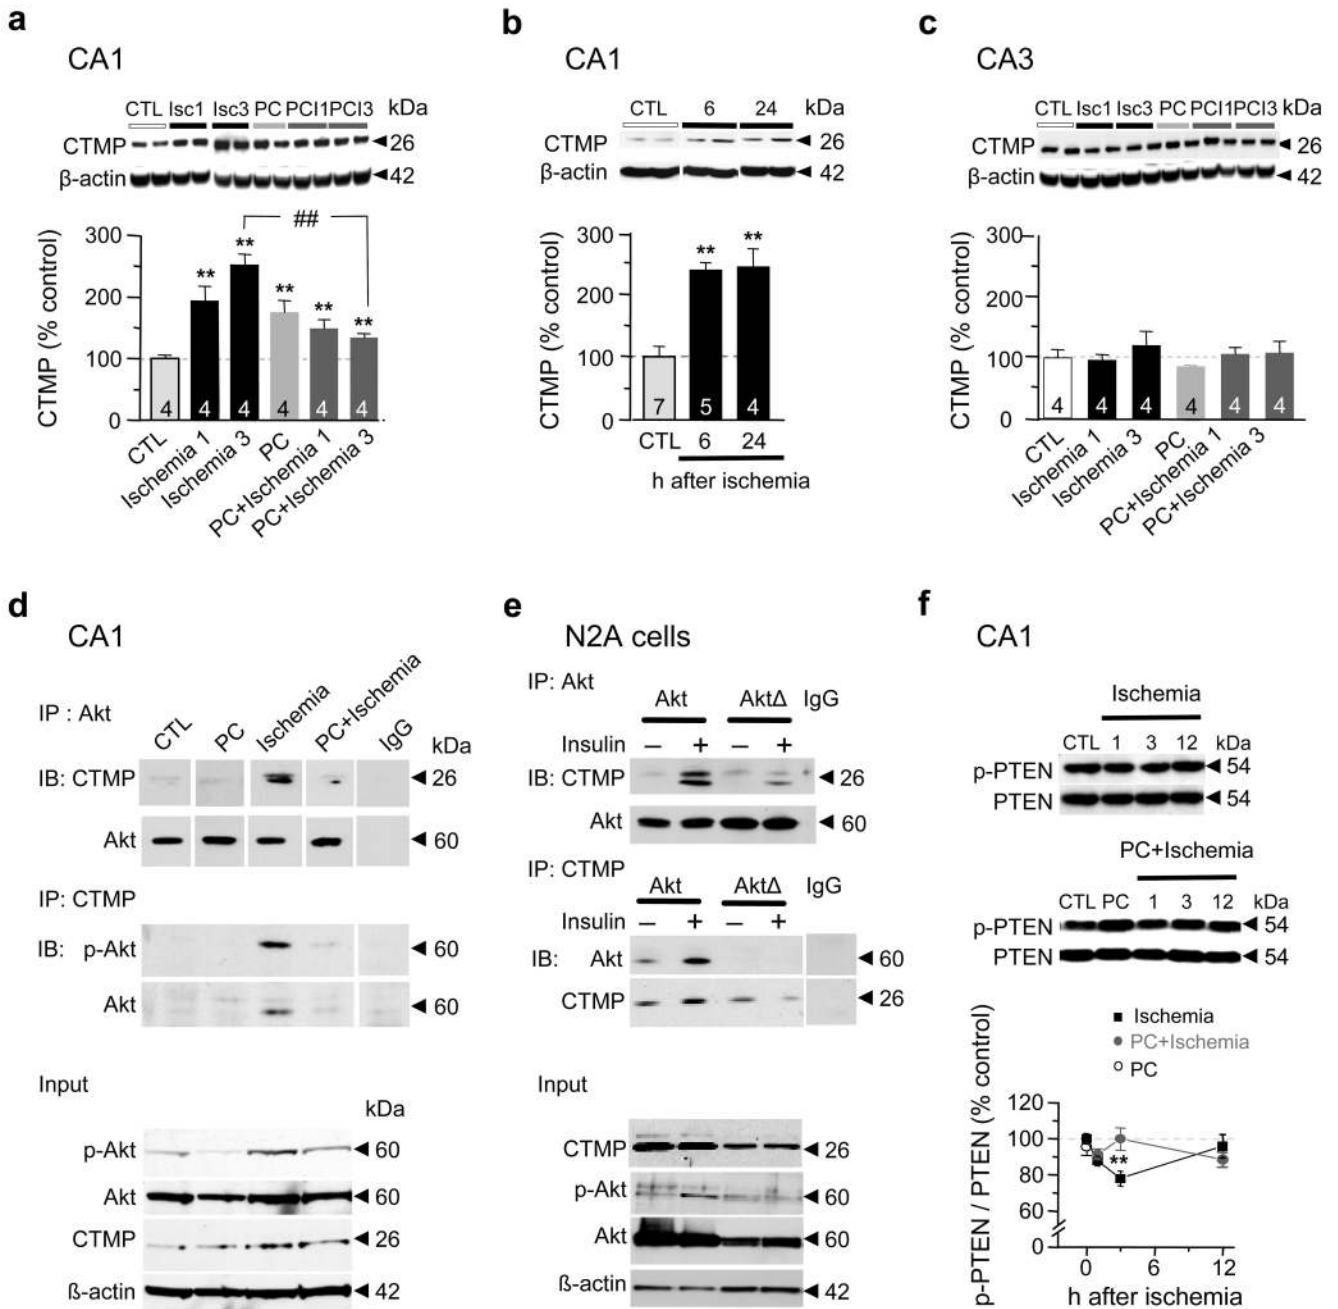 a
CA1
CTL Isc1 Isc3 PC PCI1 PCI3 kDa
CTMP 26
β-actin 42
##
300
200
100
0
CTMP (% control)
** ** ** ** **
4 4 4 4 4 4
CTL
Ischemia 1
Ischemia 3
PC
PC+Ischemia 1
PC+Ischemia 3
b
CA1
CTL 6 24 kDa
CTMP 26
β-actin 42
300
200
100
0
CTMP (% control)
** **
7 5 4
CTL 6 24
h after ischemia
c
CA3
CTL Isc1 Isc3 PC PCI1 PCI3 kDa
CTMP 26
β-actin 42
300
200
100
0
CTMP (% control)
4 4 4 4 4 4
CTL
Ischemia 1
Ischemia 3
PC
PC+Ischemia 1
PC+Ischemia 3
d
CA1
IP : Akt
CTL PC Ischemia PC+Ischemia IgG kDa
IB: CTMP 26
Akt 60
IP: CTMP
IB: p-Akt 60
Akt 60
Input
kDa
p-Akt 60
Akt 60
CTMP 26
ß-actin 42
e
N2A cells
IP: Akt
Akt AktΔ IgG
Insulin – + – +
IB: CTMP 26
Akt 60
IP: CTMP
Akt AktΔ IgG
Insulin – + – +
IB: Akt 60
CTMP 26
Input
CTMP 26
p-Akt 60
Akt 60
ß-actin 42
f
CA1
Ischemia
CTL 1 3 12 kDa
p-PTEN 54
PTEN 54
PC+Ischemia
CTL PC 1 3 12 kDa
p-PTEN 54
PTEN 54
Ischemia
PC+Ischemia
PC
p-PTEN / PTEN (% control)
120
100
80
60
0
**
0 6 12
h after ischemia